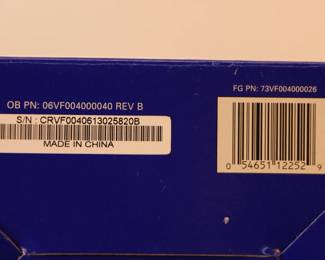 OB PN: 06VF004000040 REV B
S/N : CRVF0040613025820B
MADE IN CHINA
FG PN: 73VF004000026
0 54651 12252 9